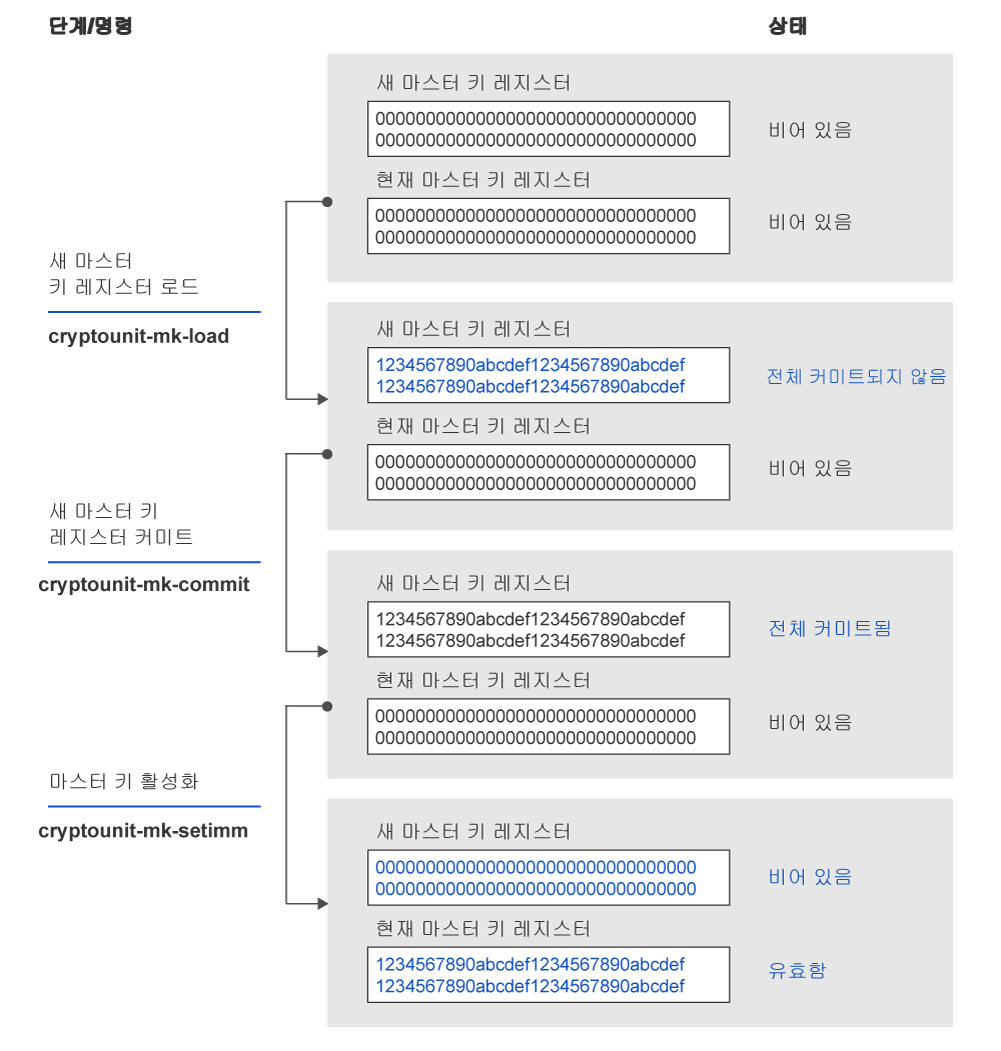 단계/명령
상태
새 마스터 키 레지스터
00000000000000000000000000000000
00000000000000000000000000000000
비어 있음
현재 마스터 키 레지스터
00000000000000000000000000000000
00000000000000000000000000000000
비어 있음
새 마스터
키 레지스터 로드
cryptounit-mk-load
새 마스터 키 레지스터
1234567890abcdef1234567890abcdef
1234567890abcdef1234567890abcdef
전체 커미트되지 않음
현재 마스터 키 레지스터
00000000000000000000000000000000
00000000000000000000000000000000
비어 있음
새 마스터 키
레지스터 커미트
cryptounit-mk-commit
새 마스터 키 레지스터
1234567890abcdef1234567890abcdef
1234567890abcdef1234567890abcdef
전체 커미트됨
현재 마스터 키 레지스터
00000000000000000000000000000000
00000000000000000000000000000000
비어 있음
마스터 키 활성화
cryptounit-mk-setimm
새 마스터 키 레지스터
00000000000000000000000000000000
00000000000000000000000000000000
비어 있음
현재 마스터 키 레지스터
1234567890abcdef1234567890abcdef
1234567890abcdef1234567890abcdef
유효함